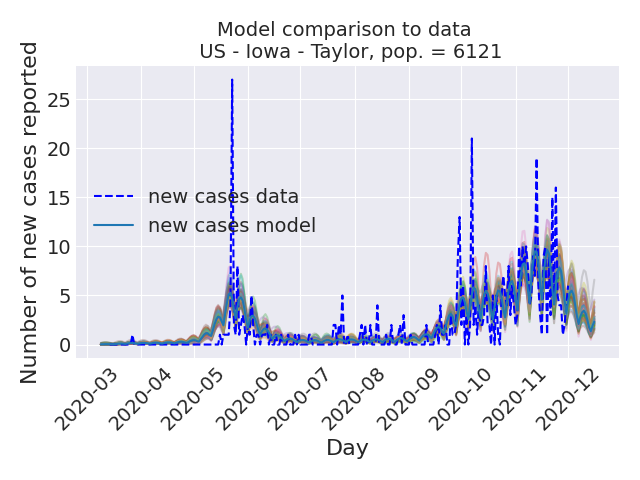 Model comparison to data
US - Iowa - Taylor, pop. = 6121
Number of new cases reported
25
20
15
10
5
0
new cases data
new cases model
2020-03
2020-04
2020-05
2020-06
2020-07
2020-08
2020-09
2020-10
2020-11
2020-12
Day